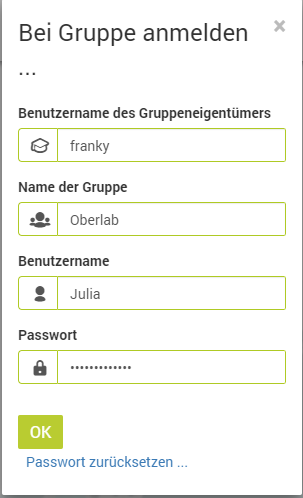 Bei Gruppe anmelden
...
×
Benutzername des Gruppeneigentümers
franky
Name der Gruppe
Oberlab
Benutzername
Julia
Passwort
•••••••••••••
OK
Passwort zurücksetzen ...